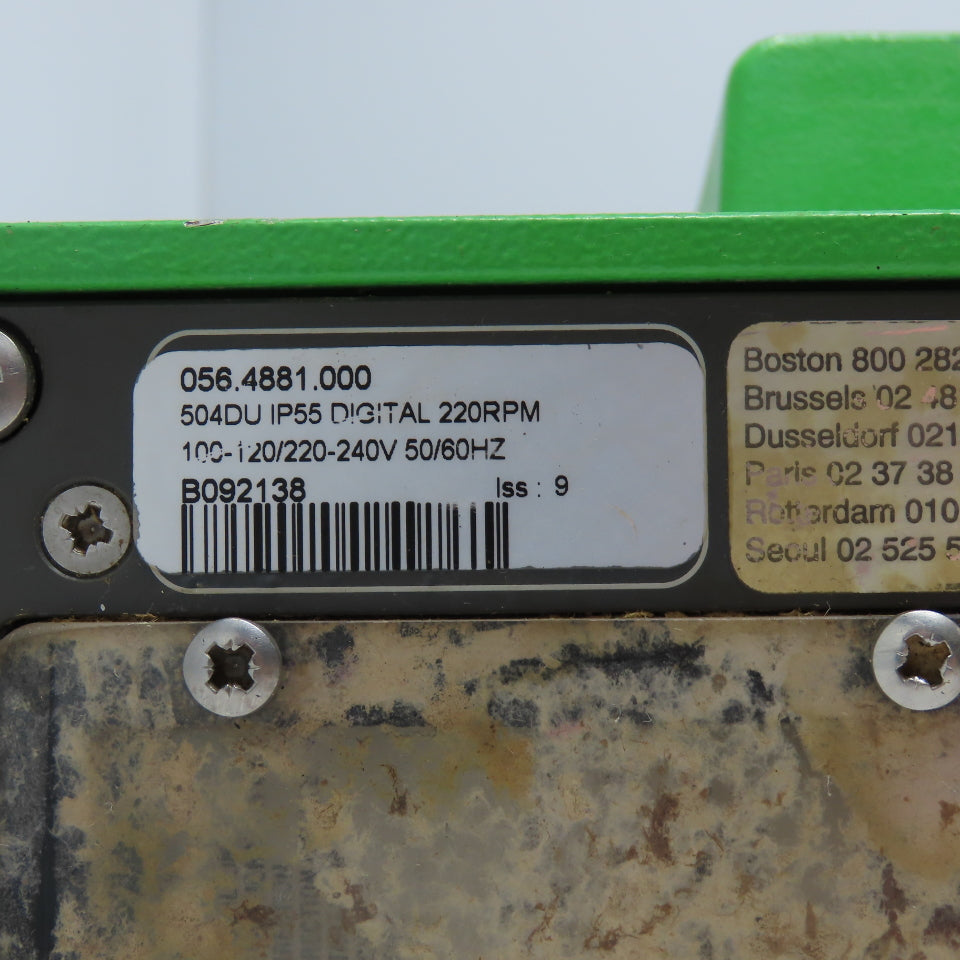 056.4881.000
504DU IP55 DIGITAL 220RPM
100-120/220-240V 50/60HZ
B092138 Iss : 9
Boston 800 282
Brussels 02 48
Dusseldorf 021
Paris 02 37 38
Rotterdam 010
Seoul 02 525 5